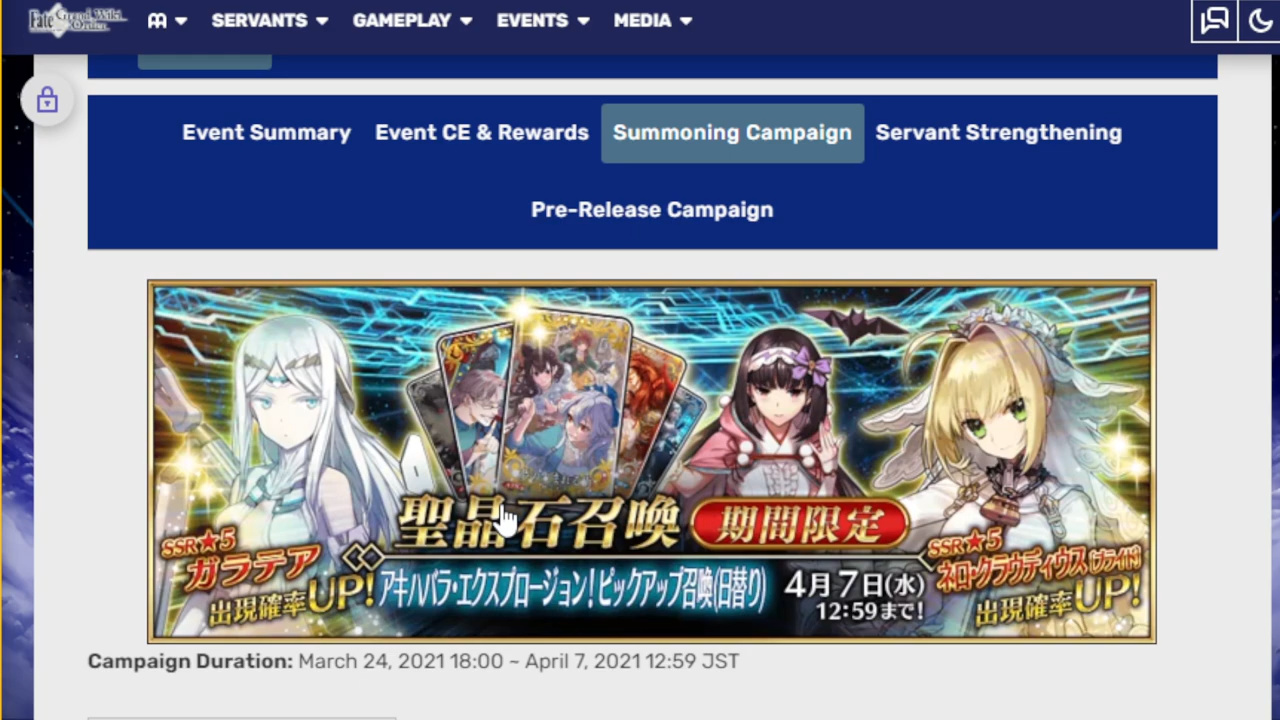 Fate Grand Wiki
Order
SERVANTS
GAMEPLAY
EVENTS
MEDIA
Event Summary
Event CE & Rewards
Summoning Campaign
Servant Strengthening
Pre-Release Campaign
聖晶石召喚
期間限定
SSR★5
ガラテア
出現確率UP!
アキハバラ・エクスプロージョン!ピックアップ召喚(日替り)
4月7日(水)
12:59まで!
SSR★5
ネロ・クラウディウス〔ブライド〕
出現確率UP!
Campaign Duration: March 24, 2021 18:00 ~ April 7, 2021 12:59 JST